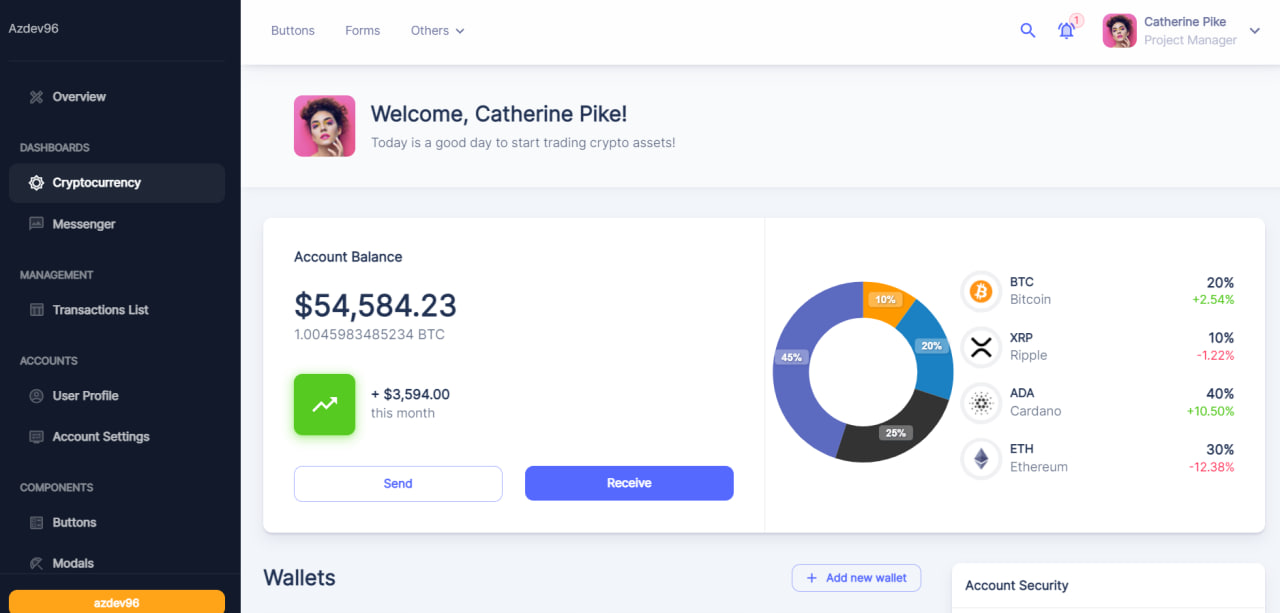 Azdev96
Overview
DASHBOARDS
Cryptocurrency
Messenger
MANAGEMENT
Transactions List
ACCOUNTS
User Profile
Account Settings
COMPONENTS
Buttons
Modals
azdev96
Buttons Forms Others
1
Catherine Pike
Project Manager
Welcome, Catherine Pike!
Today is a good day to start trading crypto assets!
Account Balance
$54,584.23
1.0045983485234 BTC
+ $3,594.00
this month
Send
Receive
10%
20%
45%
25%
BTC 20%
Bitcoin +2.54%
XRP 10%
Ripple -1.22%
ADA 40%
Cardano +10.50%
ETH 30%
Ethereum -12.38%
Wallets
+ Add new wallet
Account Security